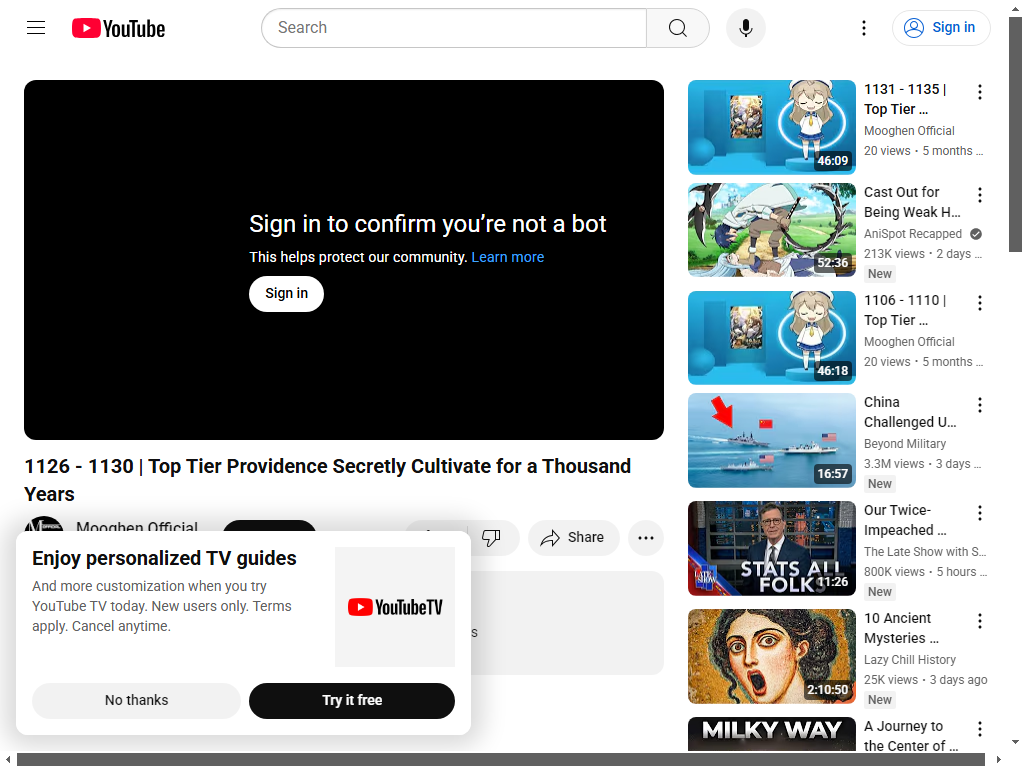 YouTube
Search
Sign in
Sign in to confirm you're not a bot
This helps protect our community. Learn more
Sign in
1126 - 1130 | Top Tier Providence Secretly Cultivate for a Thousand
Years
Mooghen Official
Share
Enjoy personalized TV guides
And more customization when you try
YouTube TV today. New users only. Terms
apply. Cancel anytime.
YouTubeTV
No thanks
Try it free
1131 - 1135 |
Top Tier ...
Mooghen Official
20 views • 5 months ...
46:09
Cast Out for
Being Weak H...
AniSpot Recapped
213K views • 2 days ...
New
52:36
1106 - 1110 |
Top Tier ...
Mooghen Official
20 views • 5 months ...
46:18
China
Challenged U...
Beyond Military
3.3M views • 3 days ...
New
16:57
Our Twice-
Impeached ...
The Late Show with S...
800K views • 5 hours ...
New
STATS ALL
FOLKS
11:26
10 Ancient
Mysteries ...
Lazy Chill History
25K views • 3 days ago
New
2:10:50
MILKY WAY
A Journey to
the Center of ...